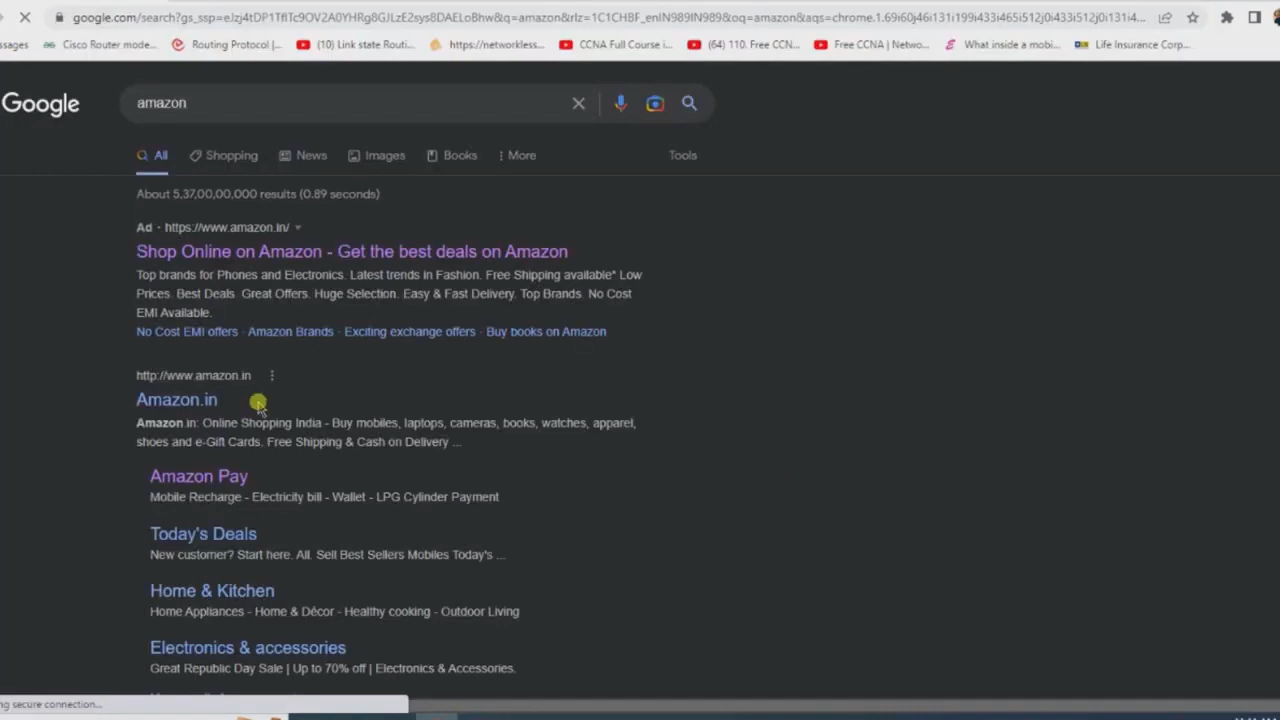 google.com/search?gs_ssp=eJzj4tDP1TfITc9OV2A0YHRg8GJLzE2sys8DAELoBhw&q=amazon&rlz=1C1CHBF_enIN989IN989&oq=amazon&aqs=chrome.1.69i60j46i131i199i433i465i512j0i433i512j0i131i4...
ssages Cisco Router mode... Routing Protocol |... (10) Link state Routi... https://networkless... CCNA Full Course i... (64) 110. Free CCN... Free CCNA | Netwo... What inside a mobi... Life Insurance Corp...
Google
amazon
All Shopping News Images Books More Tools
About 5,37,00,00,000 results (0.89 seconds)
Ad · https://www.amazon.in/
Shop Online on Amazon - Get the best deals on Amazon
Top brands for Phones and Electronics. Latest trends in Fashion. Free Shipping available* Low
Prices. Best Deals. Great Offers. Huge Selection. Easy & Fast Delivery. Top Brands. No Cost
EMI Available.
No Cost EMI offers · Amazon Brands · Exciting exchange offers · Buy books on Amazon
http://www.amazon.in
Amazon.in
Amazon.in: Online Shopping India - Buy mobiles, laptops, cameras, books, watches, apparel,
shoes and e-Gift Cards. Free Shipping & Cash on Delivery ...
Amazon Pay
Mobile Recharge - Electricity bill - Wallet - LPG Cylinder Payment
Today's Deals
New customer? Start here. All. Sell Best Sellers Mobiles Today's ...
Home & Kitchen
Home Appliances - Home & Décor - Healthy cooking - Outdoor Living
Electronics & accessories
Great Republic Day Sale | Up to 70% off | Electronics & Accessories.
ng secure connection...